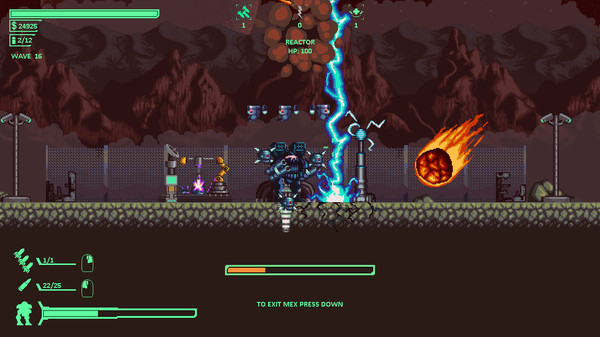 $ 24925
2/12
WAVE 16
1
0
1
REACTOR
HP: 100
1/1
22/25
TO EXIT MEX PRESS DOWN